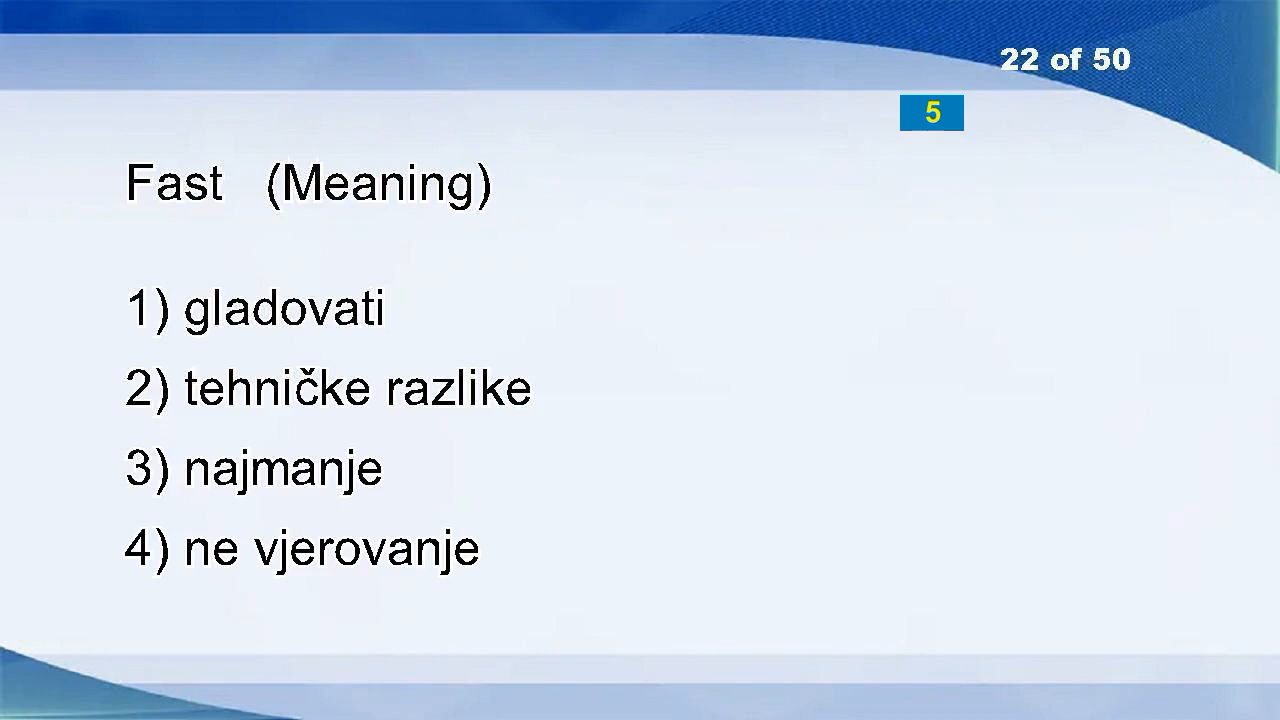 22 of 50
5
Fast (Meaning)
1) gladovati
2) tehničke razlike
3) najmanje
4) ne vjerovanje